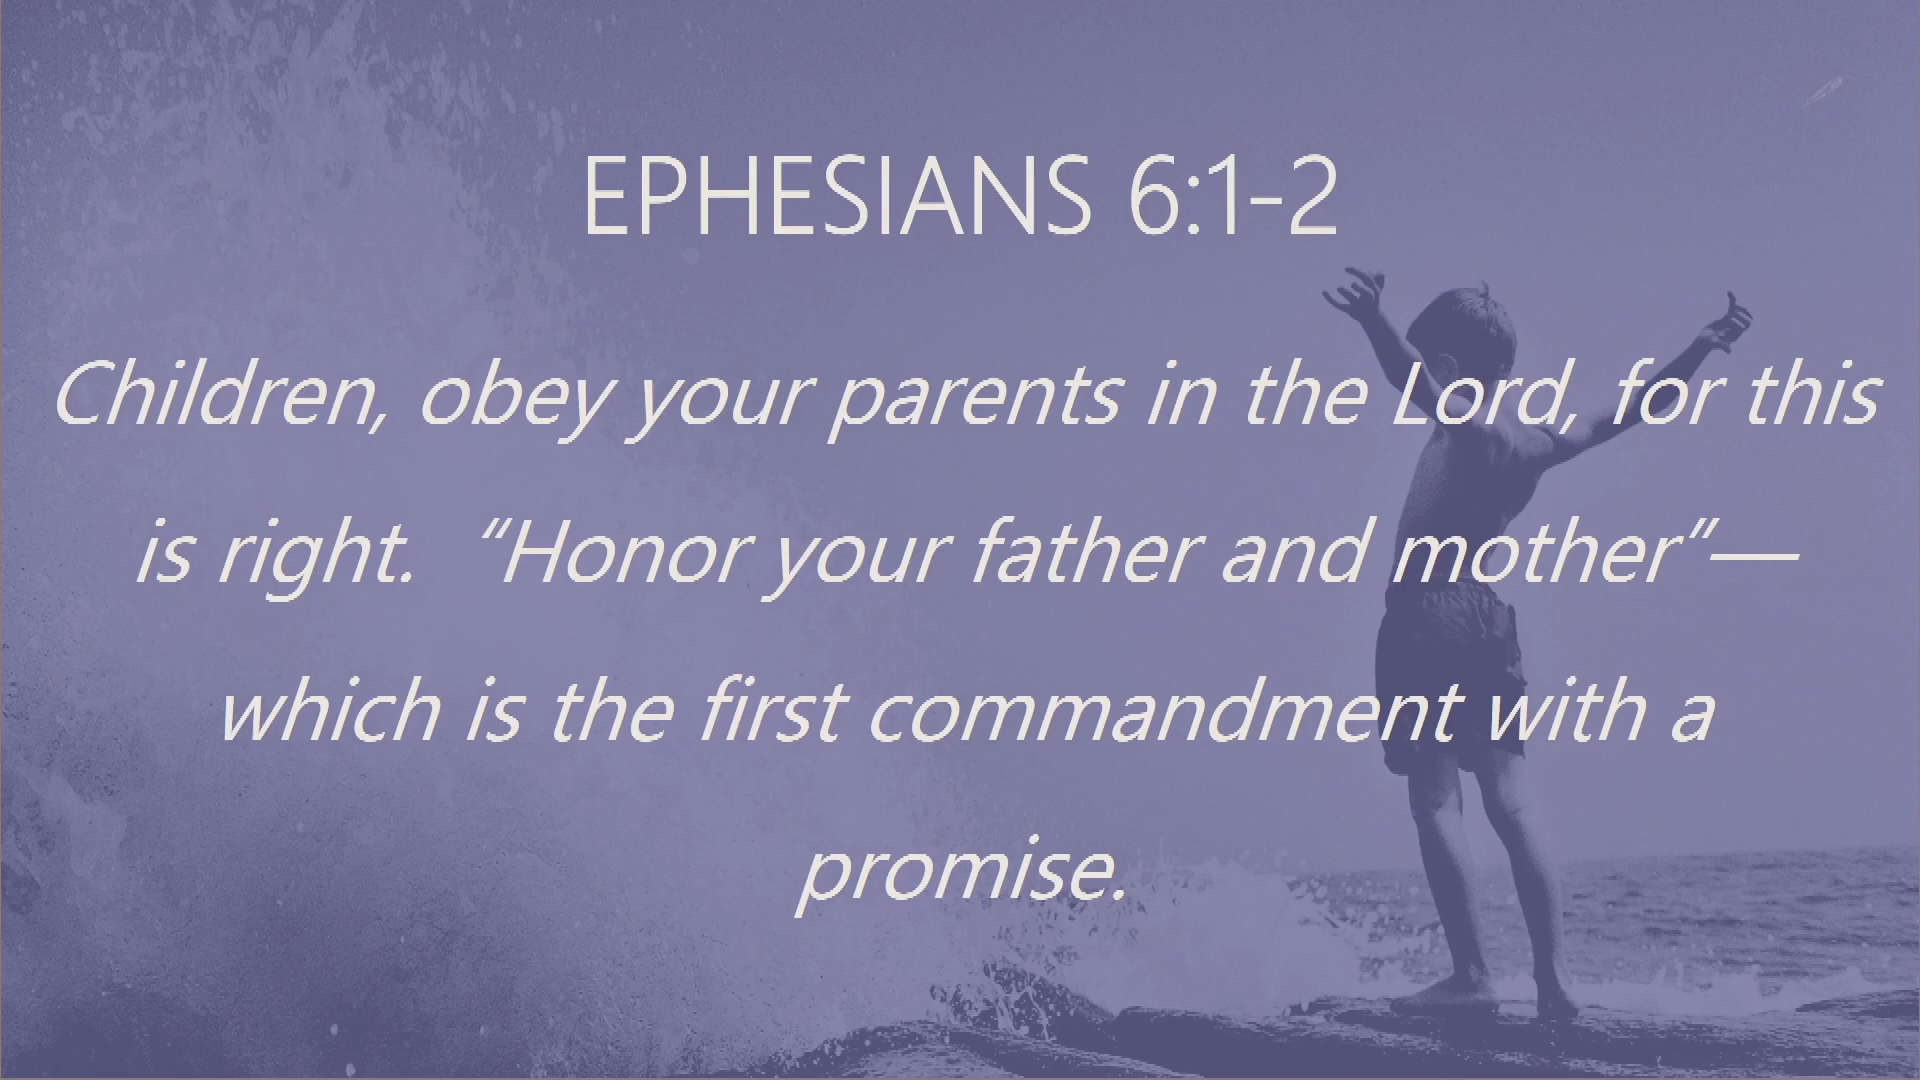 EPHESIANS 6:1-2
Children, obey your parents in the Lord, for this
is right.  “Honor your father and mother”—
which is the first commandment with a
promise.